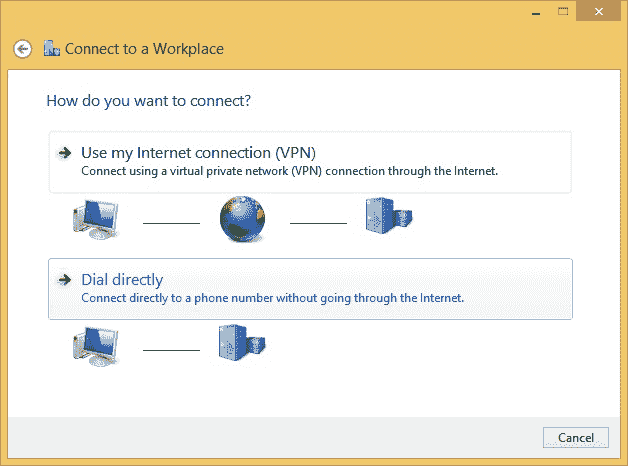 Connect to a Workplace
How do you want to connect?
Use my Internet connection (VPN)
Connect using a virtual private network (VPN) connection through the Internet.
Dial directly
Connect directly to a phone number without going through the Internet.
Cancel